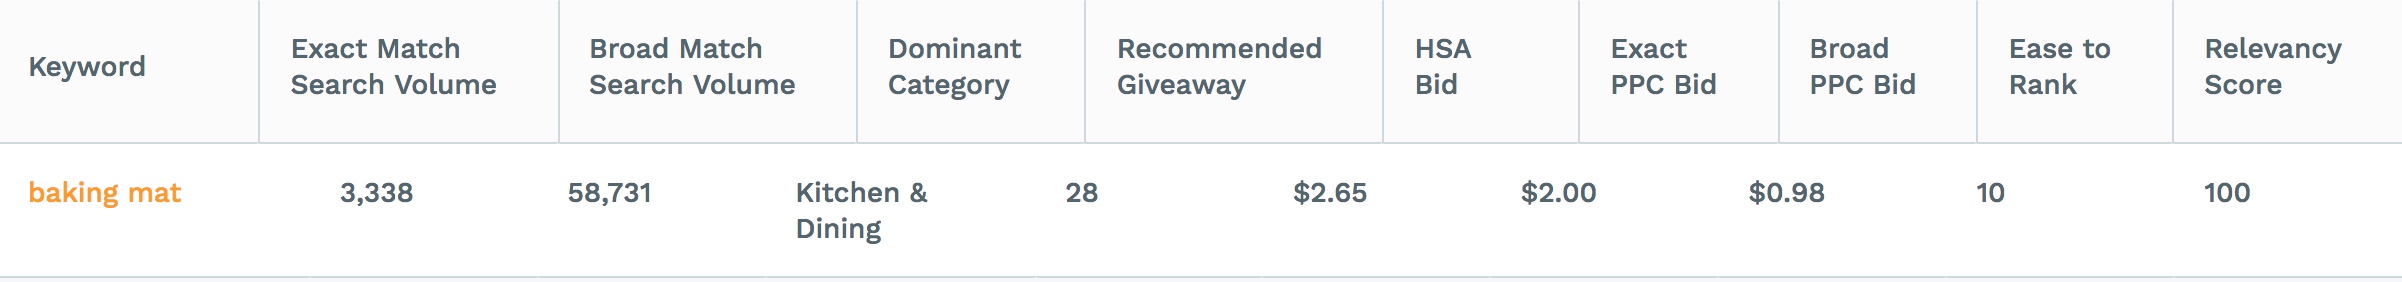 Keyword
Exact Match
Search Volume
Broad Match
Search Volume
Dominant
Category
Recommended
Giveaway
HSA
Bid
Exact
PPC Bid
Broad
PPC Bid
Ease to
Rank
Relevancy
Score
baking mat
3,338
58,731
Kitchen &
Dining
28
$2.65
$2.00
$0.98
10
100